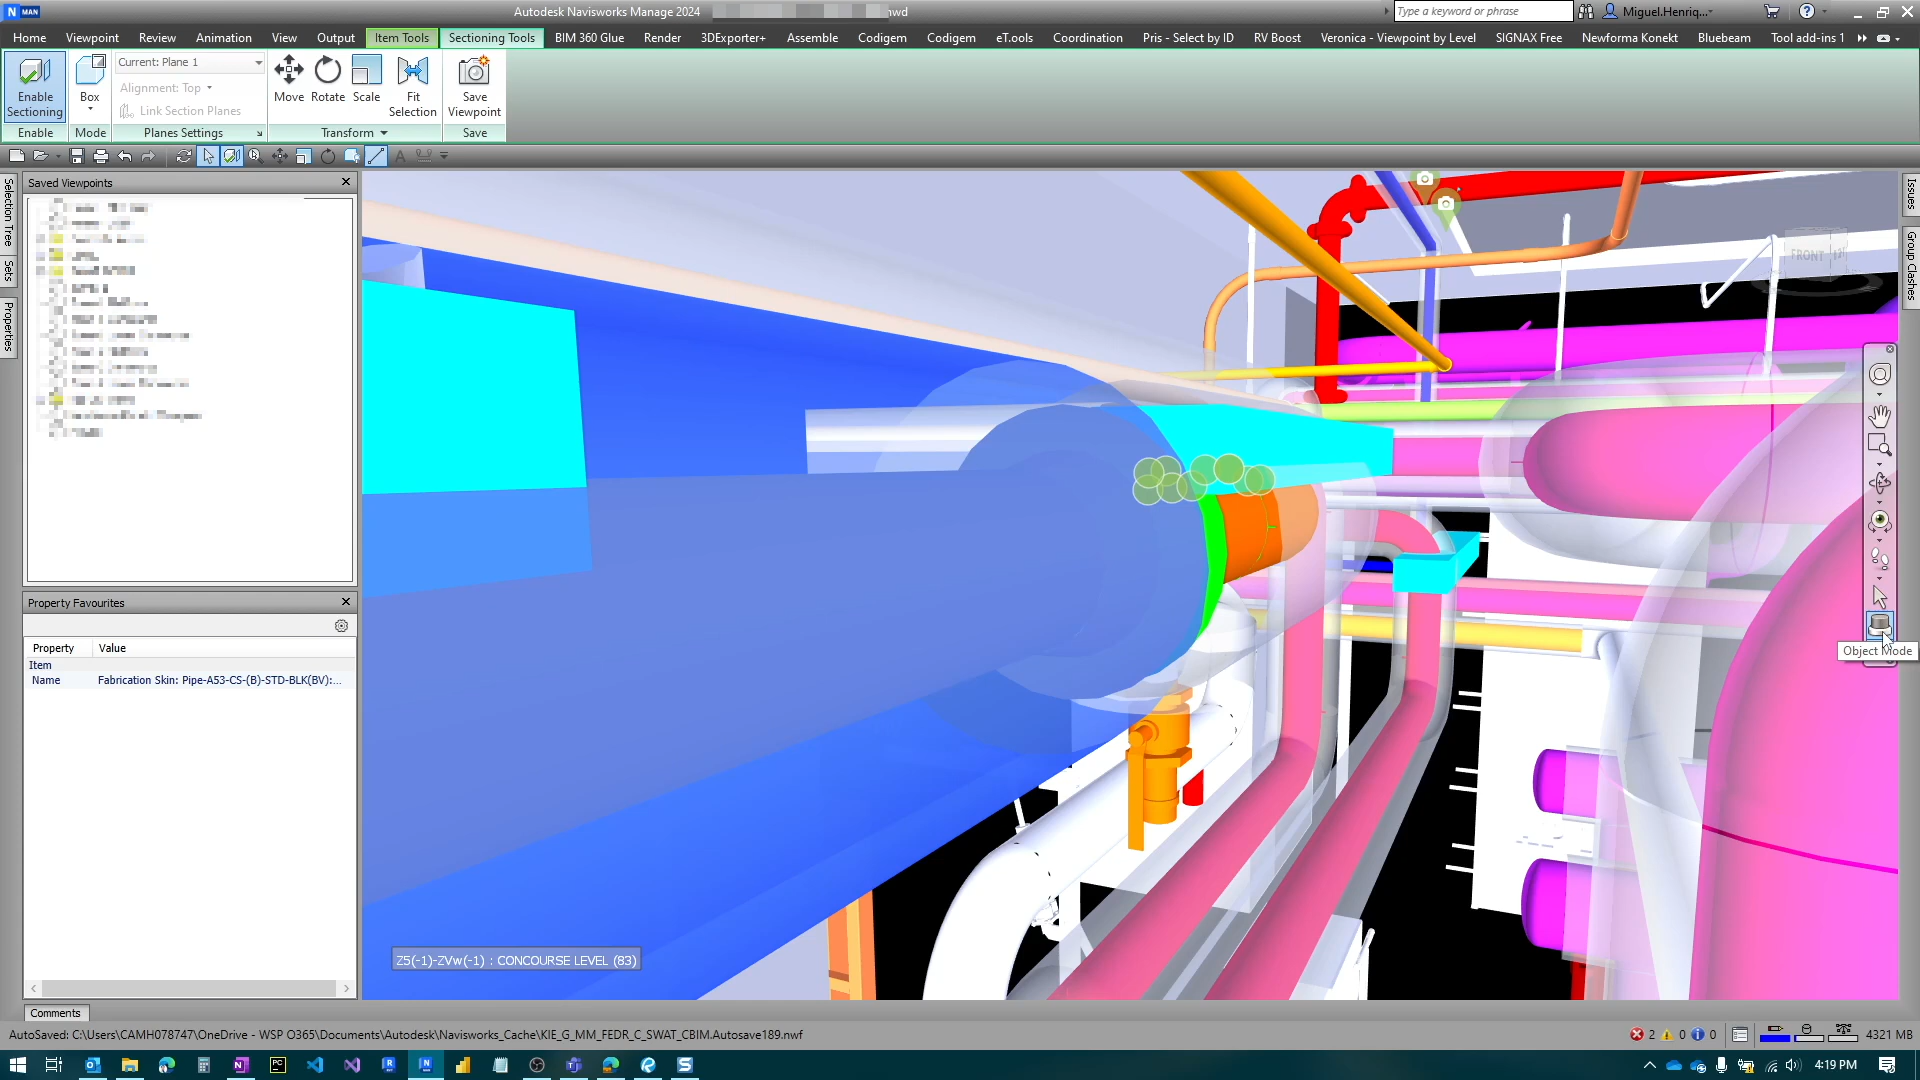 N MAN
Autodesk Navisworks Manage 2024
nwd
Type a keyword or phrase
Miguel.Henriq...
Home Viewpoint Review Animation View Output Item Tools Sectioning Tools BIM 360 Glue Render 3DExporter+ Assemble Codigem Codigem eT.ools Coordination Pris - Select by ID RV Boost Veronica - Viewpoint by Level SIGNAX Free Newforma Konekt Bluebeam Tool add-ins 1
Enable Sectioning
Box
Current: Plane 1
Alignment: Top
Link Section Planes
Move Rotate Scale Fit Selection
Save Viewpoint
Enable Mode Planes Settings Transform Save
Selection Tree
Sets
Properties
Saved Viewpoints
Issues
Group Clashes
FRONT
Object Mode
Property Favourites
Property Value
Item
Name Fabrication Skin: Pipe-A53-CS-(B)-STD-BLK(BV):...
Z5(-1)-ZVw(-1) : CONCOURSE LEVEL (83)
Comments
AutoSaved: C:\Users\CAMH078747\OneDrive - WSP O365\Documents\Autodesk\Navisworks_Cache\KIE_G_MM_FEDR_C_SWAT_CBIM.Autosave189.nwf
2 0 0 4321 MB
4:19 PM